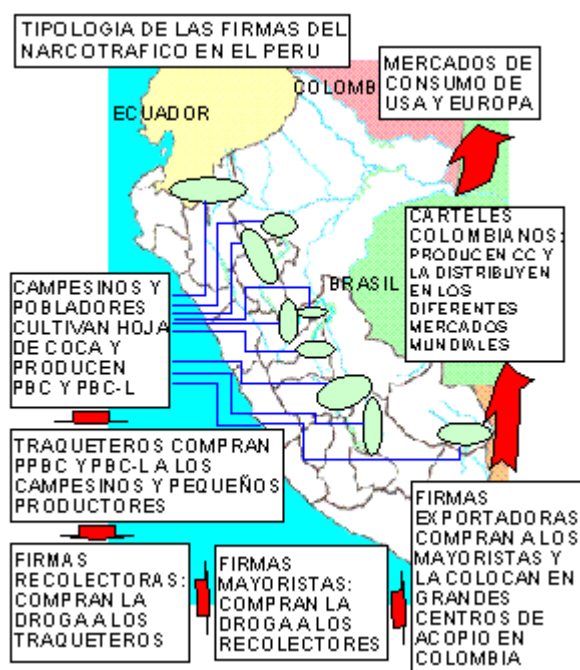 TIPOLOGIA DE LAS FIRMAS DEL
NARCOTRAFICO EN EL PERU
MERCADOS DE
CONSUMO DE
USA Y EUROPA
COLOMB
ECUADOR
BRASIL
CARTELES
COLOMBIANOS:
PRODUCEN CC Y
LA DISTRIBUYEN
EN LOS
DIFERENTES
MERCADOS
MUNDIALES
CAMPESINOS Y
POBLADORES
CULTIVAN HOJA
DE COCA Y
PRODUCEN
PBC Y PBC-L
TRAQUETEROS COMPRAN
PPBC Y PBC-L A LOS
CAMPESINOS Y PEQUEÑOS
PRODUCTORES
FIRMAS
RECOLECTORAS:
COMPRAN LA
DROGA A LOS
TRAQUETEROS
FIRMAS
MAYORISTAS:
COMPRAN LA
DROGA A LOS
RECOLECTORES
FIRMAS
EXPORTADORAS
COMPRAN A LOS
MAYORISTAS Y
LA COLOCAN EN
GRANDES
CENTROS DE
ACOPIO EN
COLOMBIA